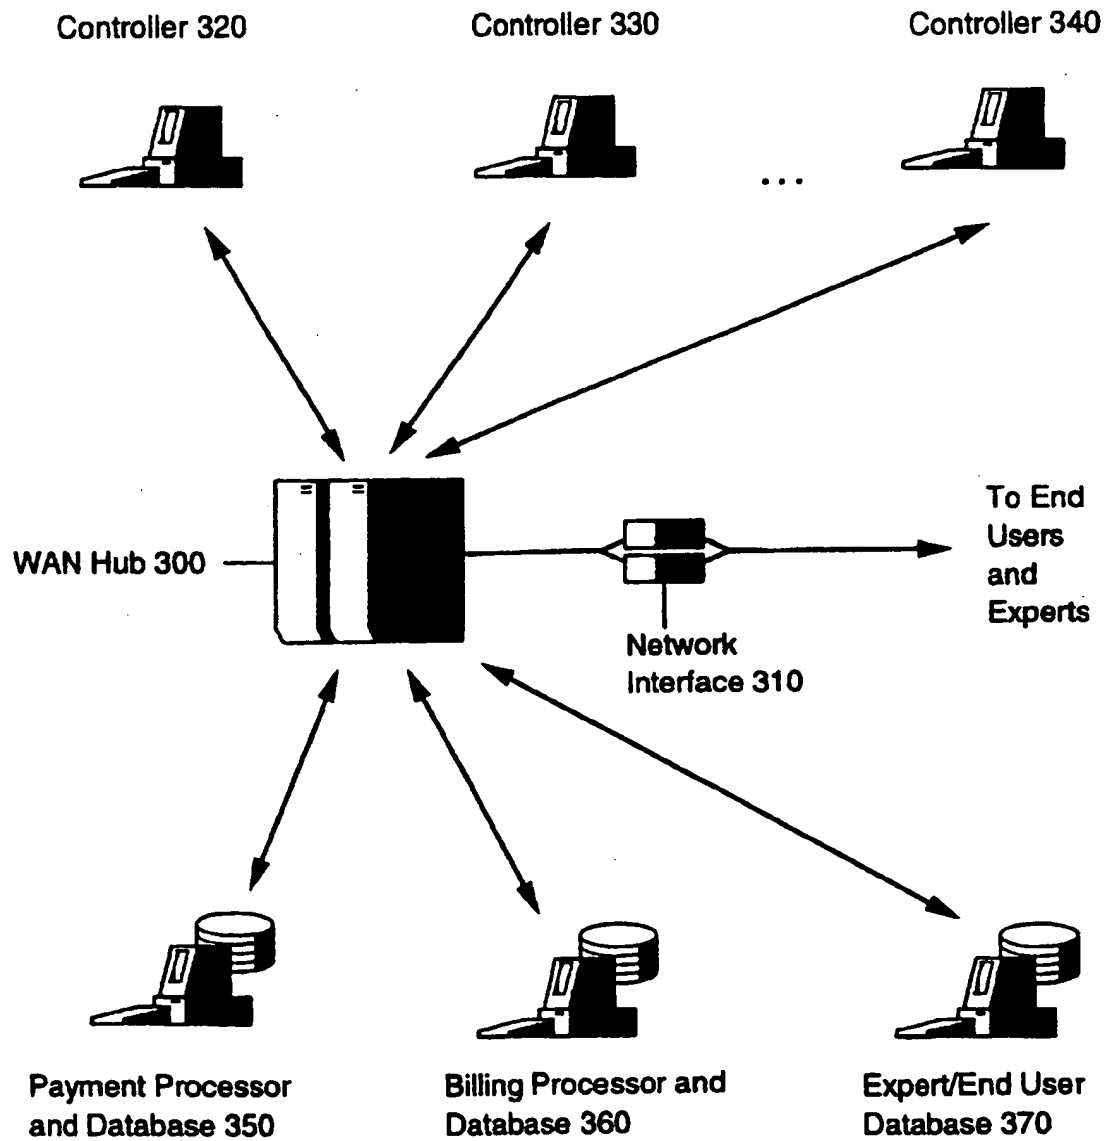 Controller 320
Controller 330
Controller 340
...
To End
Users
and
Experts
WAN Hub 300
Network
Interface 310
Payment Processor
and Database 350
Billing Processor and
Database 360
Expert/End User
Database 370